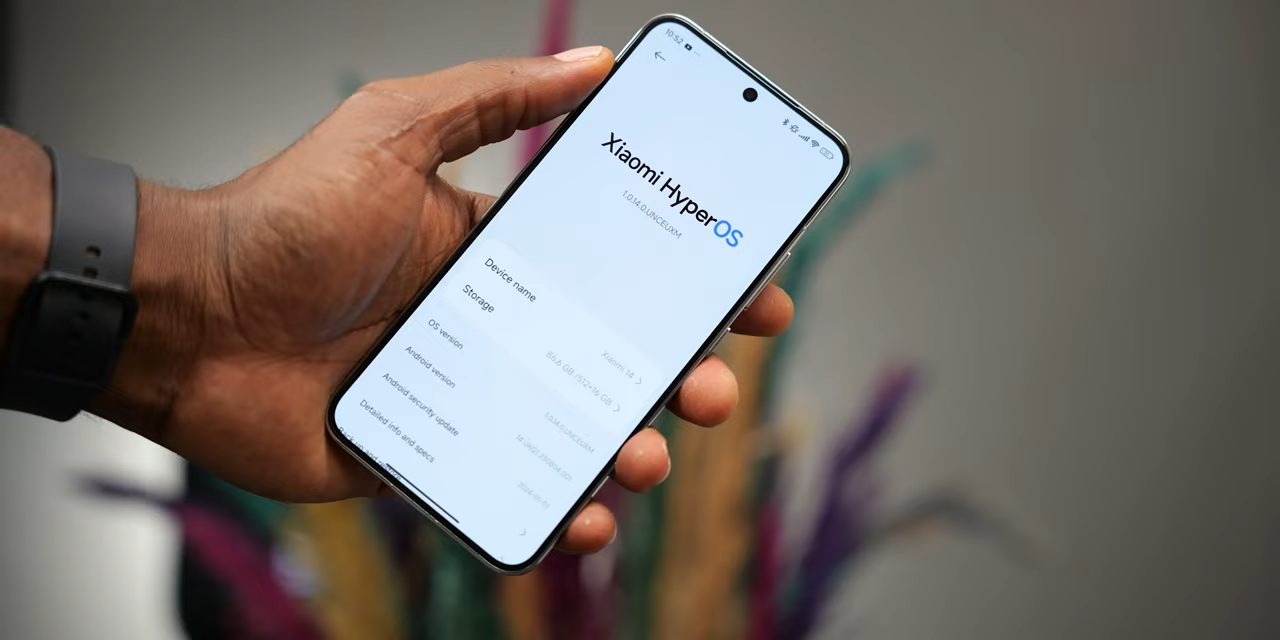 10:52
Xiaomi HyperOS
1.0.14.0.UNCEUXM
Device name
Xiaomi 14
Storage
86.6 GB /512+16 GB
OS version
1.0.14.0.UNCEUXM
Android version
Android security update
Detailed info and specs